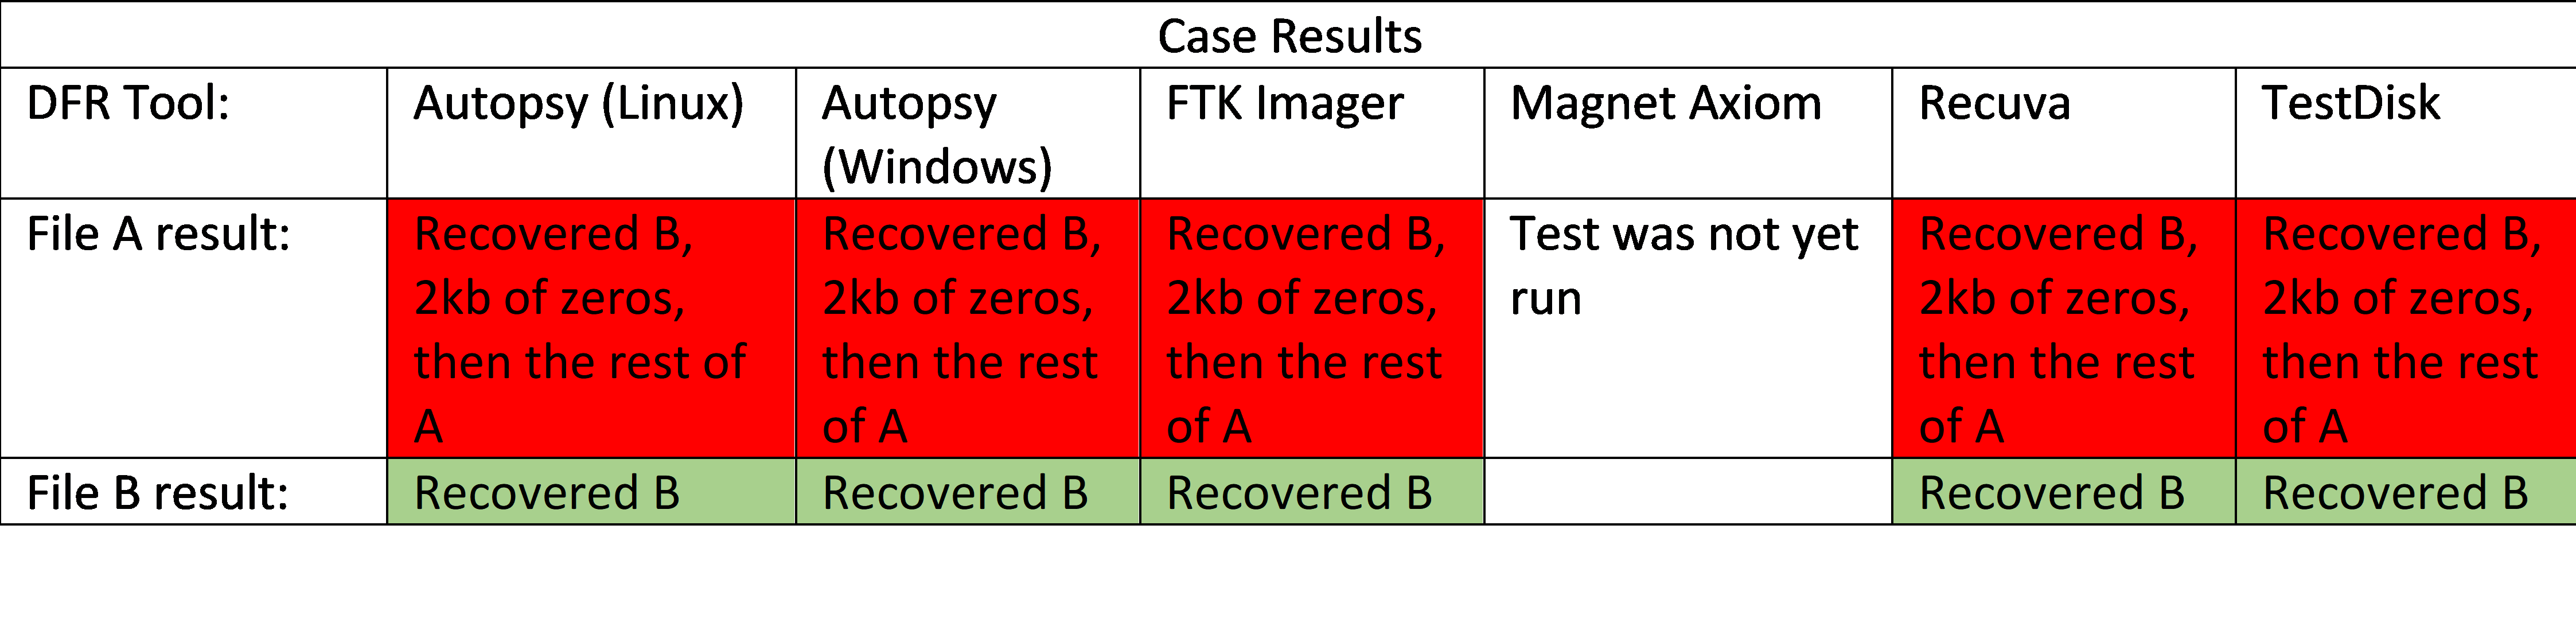 Case Results
DFR Tool:
Autopsy (Linux)
Autopsy
(Windows)
FTK Imager
Magnet Axiom
Recuva
TestDisk
File A result:
Recovered B,
2kb of zeros,
then the rest of
A
Recovered B,
2kb of zeros,
then the rest
of A
Recovered B,
2kb of zeros,
then the rest
of A
Test was not yet
run
Recovered B,
2kb of zeros,
then the rest
of A
Recovered B,
2kb of zeros,
then the rest
of A
File B result:
Recovered B
Recovered B
Recovered B
Recovered B
Recovered B